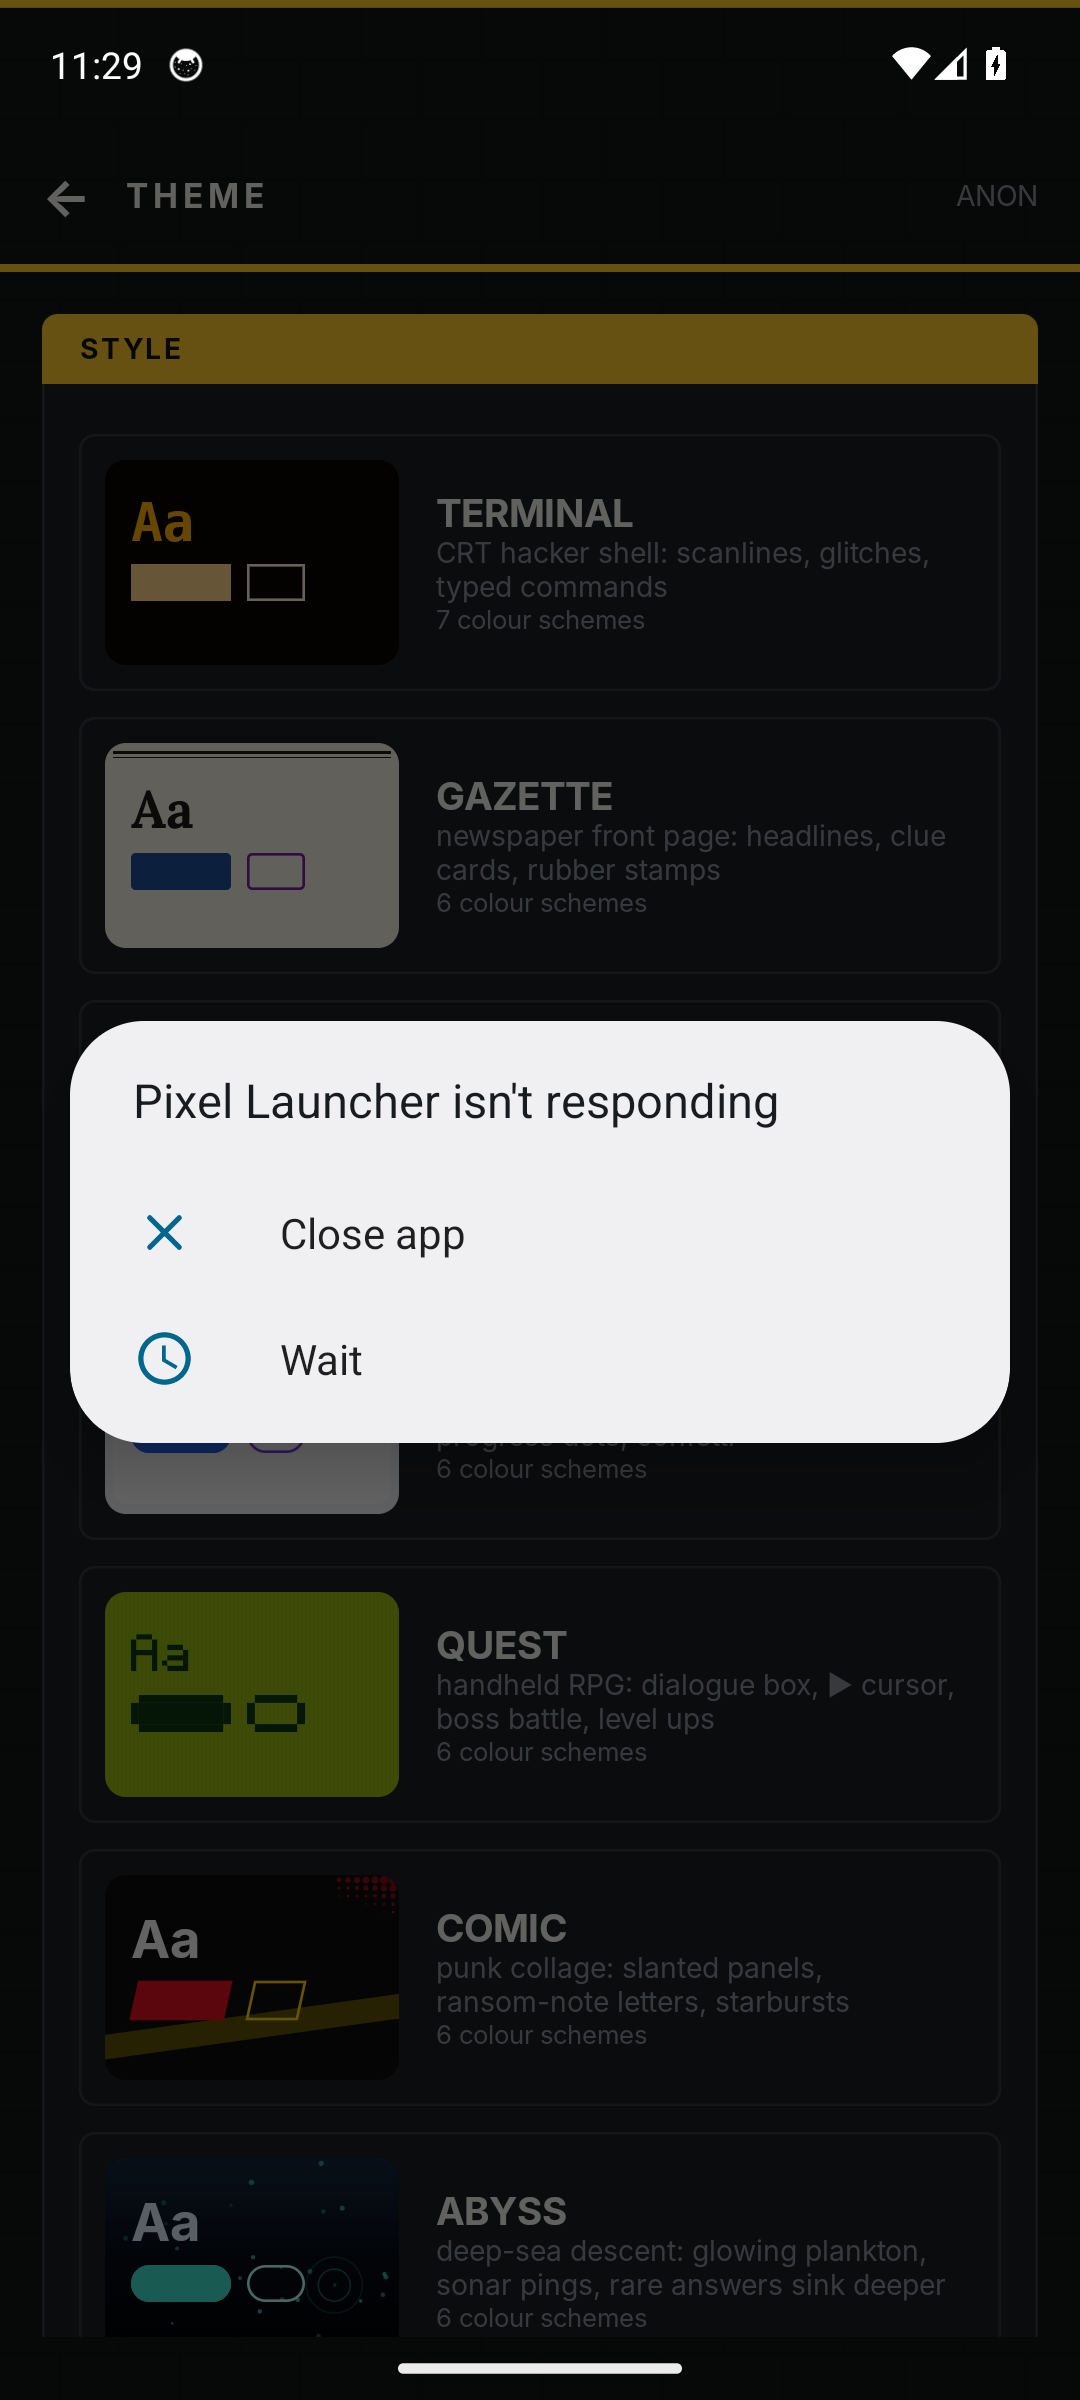 11:29
THEME
ANON
STYLE
Aa
TERMINAL
CRT hacker shell: scanlines, glitches,
typed commands
7 colour schemes
Aa
GAZETTE
newspaper front page: headlines, clue
cards, rubber stamps
6 colour schemes
Pixel Launcher isn't responding
Close app
Wait
6 colour schemes
Aa
QUEST
handheld RPG: dialogue box, ▶ cursor,
boss battle, level ups
6 colour schemes
Aa
COMIC
punk collage: slanted panels,
ransom-note letters, starbursts
6 colour schemes
Aa
ABYSS
deep-sea descent: glowing plankton,
sonar pings, rare answers sink deeper
6 colour schemes